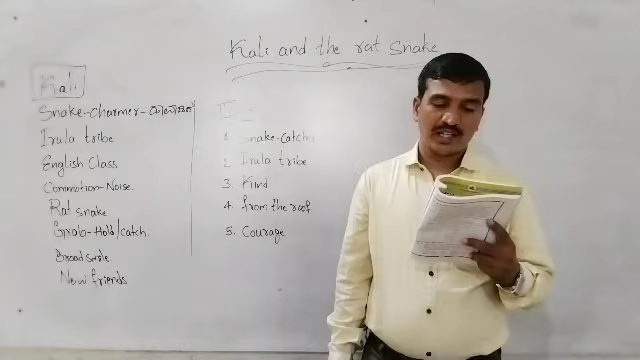 Kali and the rat snake
Kali
Snake-charmer -
Irula tribe
English Class
Commotion-Noise.
Rat snake
Grab-Hold/catch.
Broad smile
New friends
1. Snake-catcher
2. Irula tribe
3. Kind
4. from the roof
5. Courage